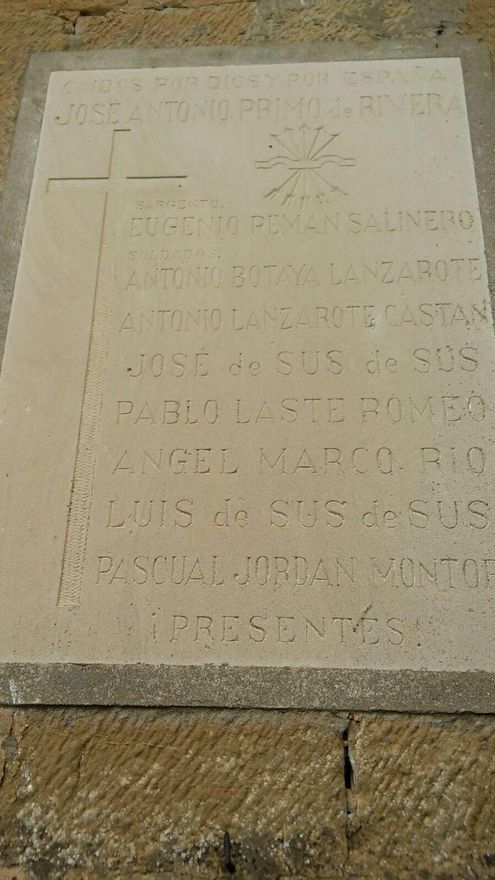 CAIDOS POR DIOS Y POR ESPAÑA
JOSÉ ANTONIO PRIMO de RIVERA
SARGENTO.
EUGENIO PEMAN SALINERO
SOLDADOS.
ANTONIO BOTAYA LANZAROTE
ANTONIO LANZAROTE CASTAN
JOSÉ de SUS de SUS
PABLO LASTE ROMEO
ANGEL MARCO RIO
LUIS de SUS de SUS
PASCUAL JORDAN
¡PRESENTES!